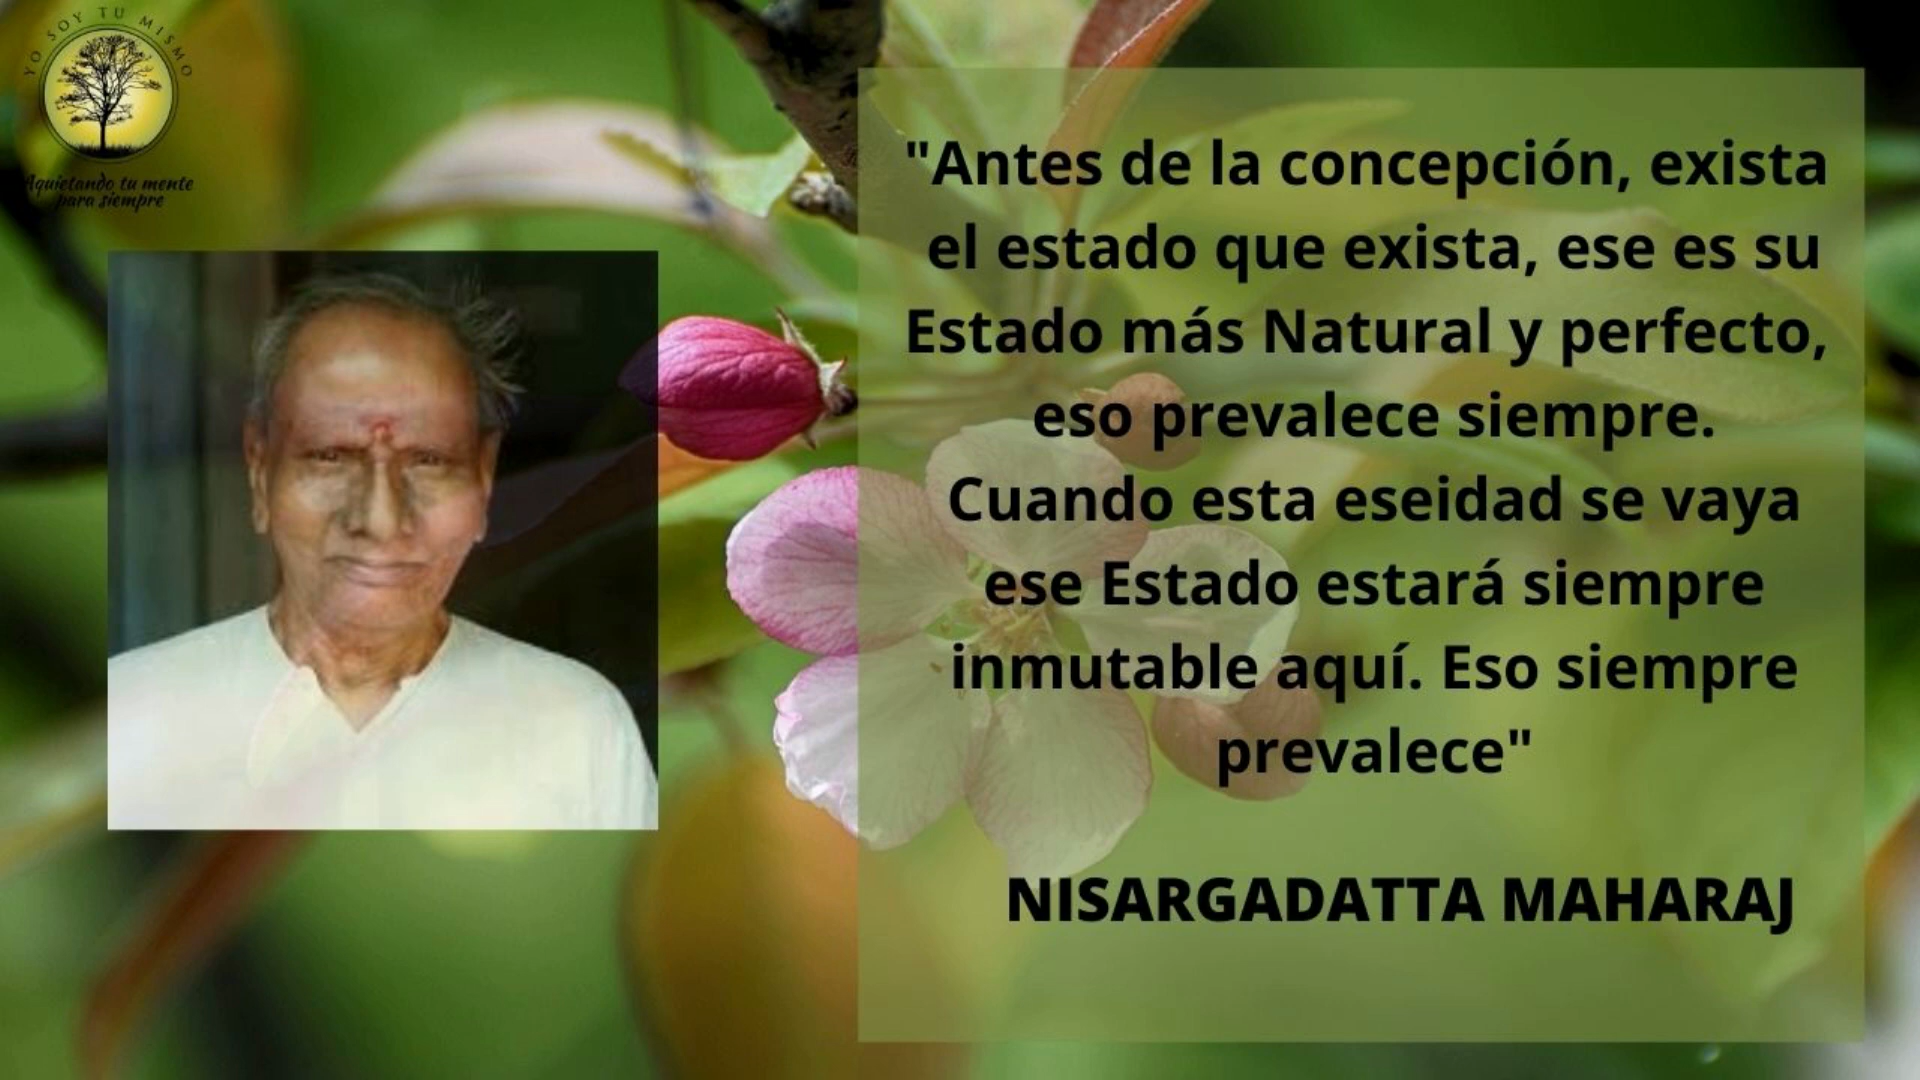 YO SOY TU MISMO
Aquietando tu mente
para siempre
"Antes de la concepción, exista
el estado que exista, ese es su
Estado más Natural y perfecto,
eso prevalece siempre.
Cuando esta eseidad se vaya
ese Estado estará siempre
inmutable aquí. Eso siempre
prevalece"
NISARGADATTA MAHARAJ